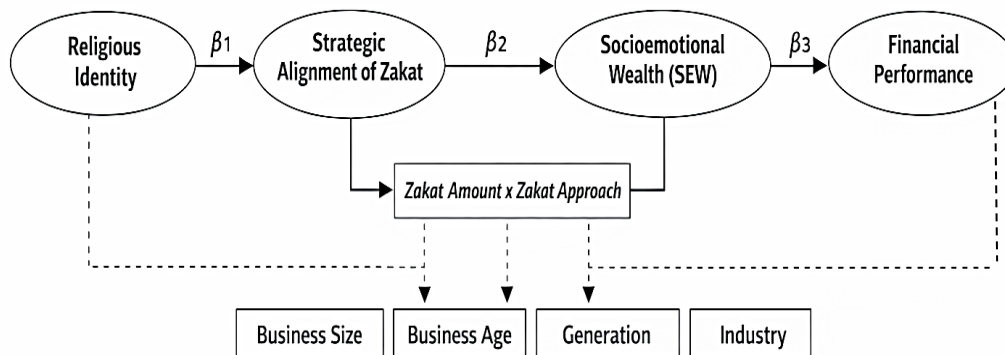 Religious
Identity
β1
Strategic
Alignment of Zakat
β2
Socioemotional
Wealth (SEW)
β3
Financial
Performance
Zakat Amount x Zakat Approach
Business Size
Business Age
Generation
Industry